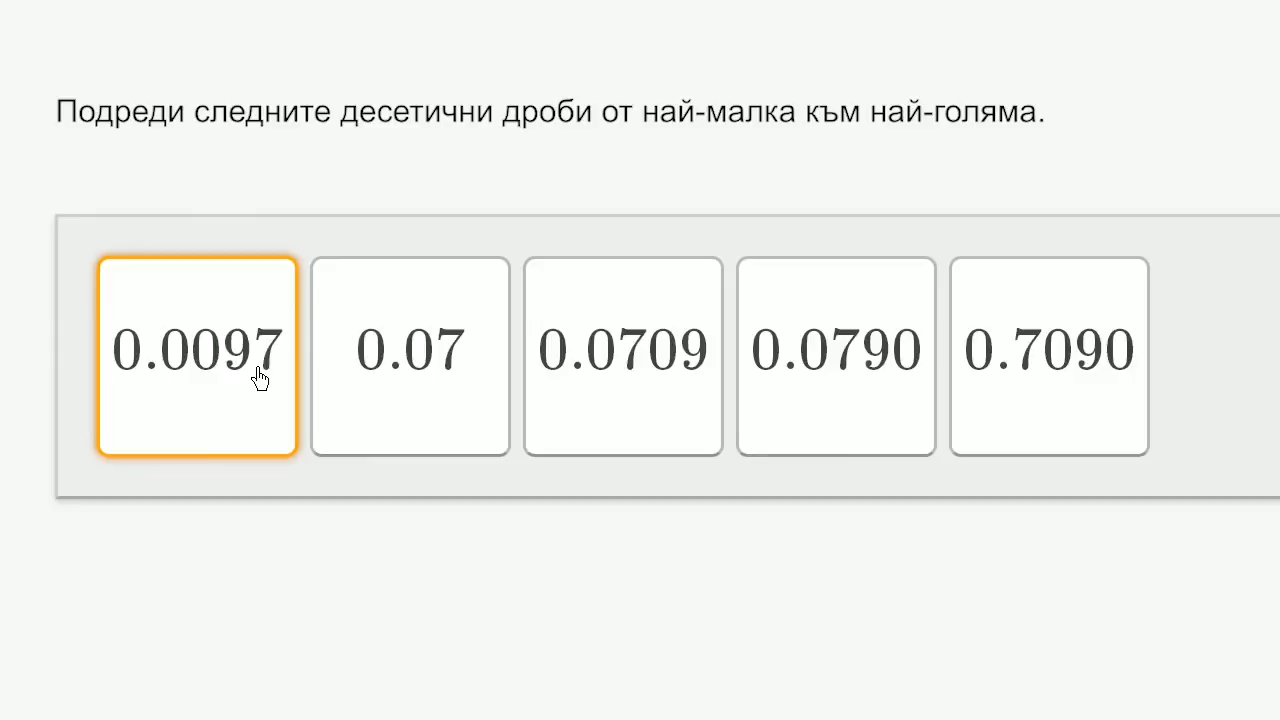 Подреди следните десетични дроби от най-малка към най-голяма.
0.0097 0.07 0.0709 0.0790 0.7090